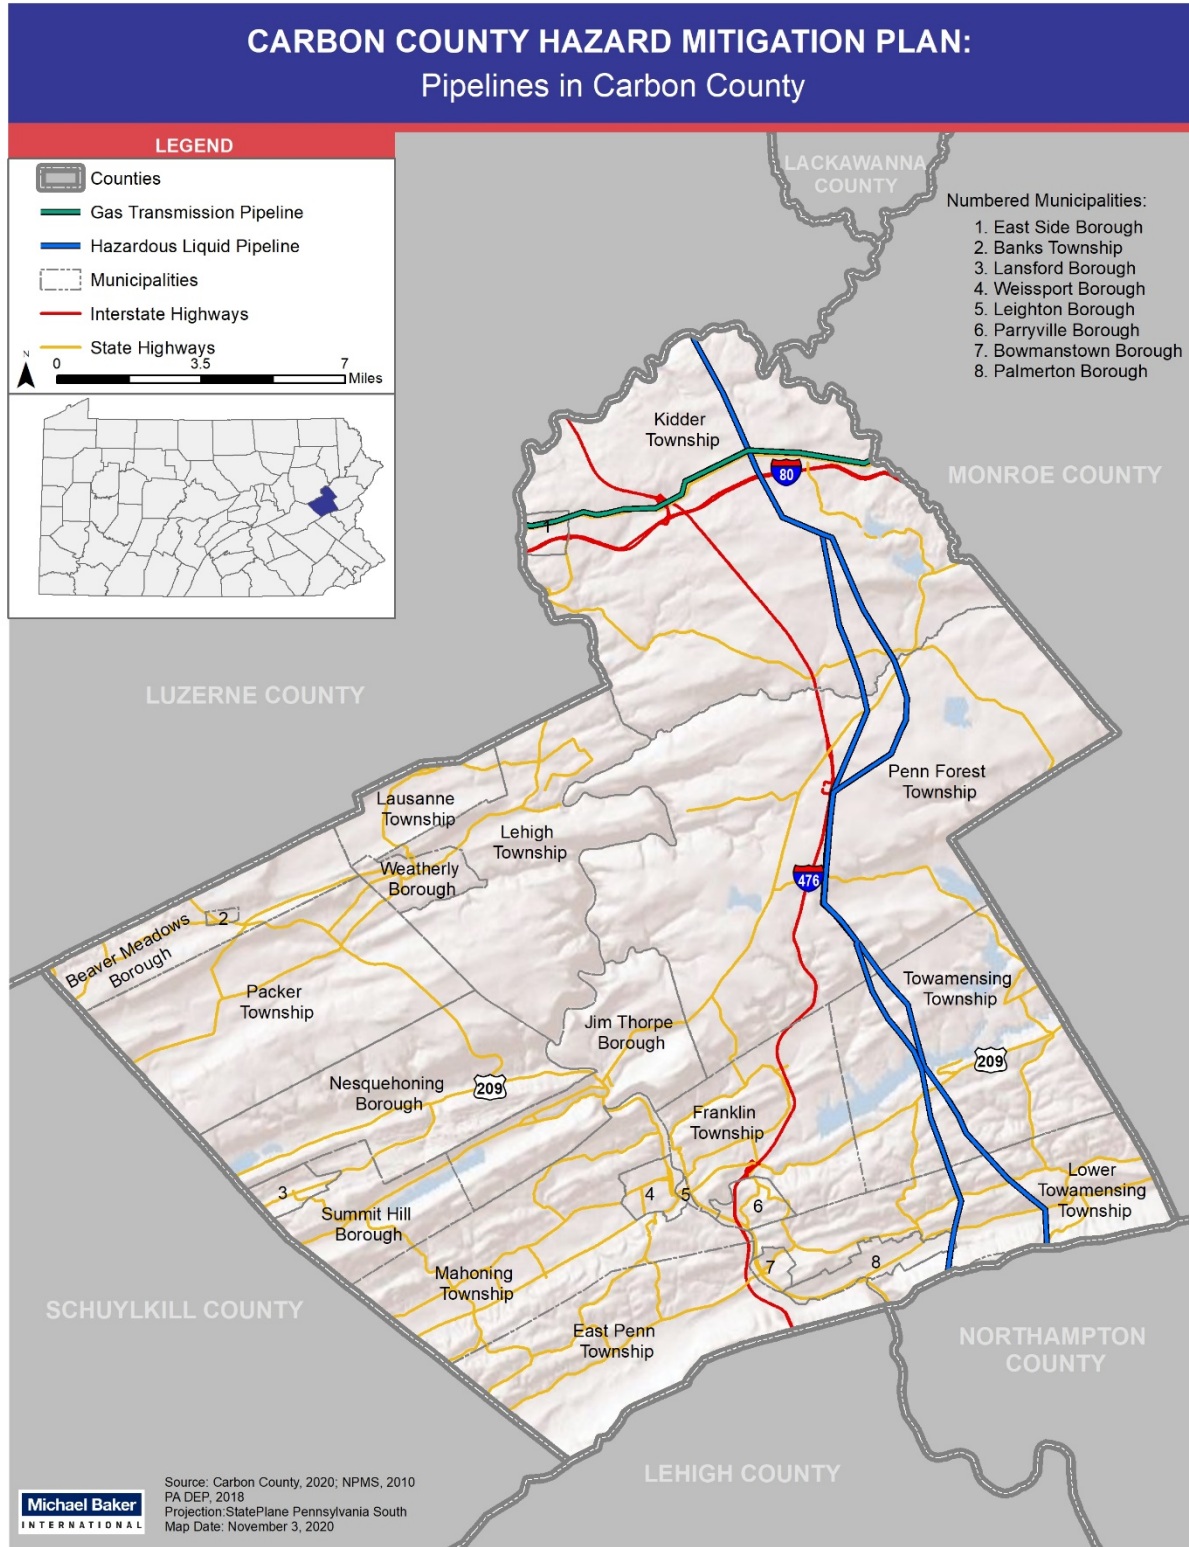 CARBON COUNTY HAZARD MITIGATION PLAN:
Pipelines in Carbon County
LEGEND
Counties
Gas Transmission Pipeline
Hazardous Liquid Pipeline
Municipalities
Interstate Highways
State Highways
N
0 3.5 7
Miles
LACKAWANNA
COUNTY
Numbered Municipalities:
1. East Side Borough
2. Banks Township
3. Lansford Borough
4. Weissport Borough
5. Leighton Borough
6. Parryville Borough
7. Bowmanstown Borough
8. Palmerton Borough
Kidder
Township
80
MONROE COUNTY
1
LUZERNE COUNTY
Penn Forest
Township
Lausanne
Township
Lehigh
Township
Weatherly
Borough
476
2
Beaver Meadows
Borough
Packer
Township
Towamensing
Township
Jim Thorpe
Borough
209
Nesquehoning
Borough
209
Franklin
Township
Lower
Towamensing
Township
3
4
5
6
Summit Hill
Borough
7
8
Mahoning
Township
East Penn
Township
SCHUYLKILL COUNTY
NORTHAMPTON
COUNTY
LEHIGH COUNTY
Michael Baker
INTERNATIONAL
Source: Carbon County, 2020; NPMS, 2010
PA DEP, 2018
Projection:StatePlane Pennsylvania South
Map Date: November 3, 2020